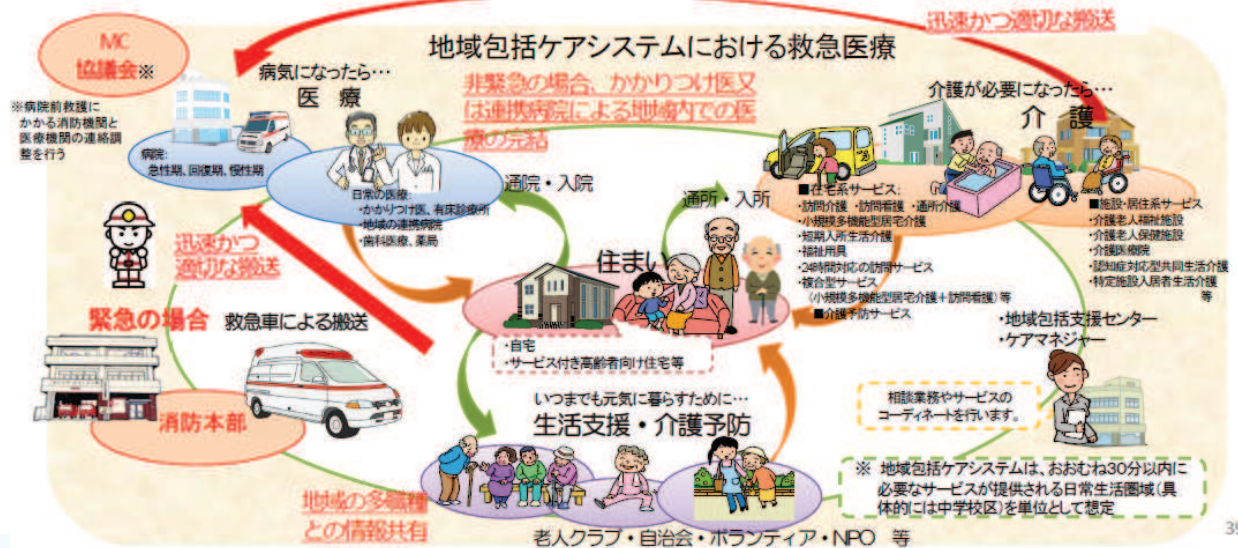 MC
協議会※
※病院前救護に
かかる消防機関と
医療機関の連絡調
整を行う
地域包括ケアシステムにおける救急医療
迅速かつ適切な搬送
病気になったら…
医 療
非緊急の場合、かかりつけ医又
は連携病院による地域内での医
療の完結
介護が必要になったら…
介 護
病院:
急性期、回復期、慢性期
日常の医療:
・かかりつけ医、有床診療所
・地域の連携病院
・歯科医療、薬局
通院・入院
通所・入所
■在宅系サービス:
・訪問介護 ・訪問看護 ・通所介護
・小規模多機能型居宅介護
・短期入所生活介護
・福祉用具
・24時間対応の訪問サービス
・複合型サービス
(小規模多機能型居宅介護+訪問看護)等
■介護予防サービス
■施設・居住系サービス
・介護老人福祉施設
・介護老人保健施設
・介護医療院
・認知症対応型共同生活介護
・特定施設入居者生活介護
等
迅速かつ
適切な搬送
住まい
緊急の場合 救急車による搬送
・自宅
・サービス付き高齢者向け住宅等
・地域包括支援センター
・ケアマネジャー
相談業務やサービスの
コーディネートを行います。
消防本部
いつまでも元気に暮らすために…
生活支援・介護予防
※ 地域包括ケアシステムは、おおむね30分以内に
必要なサービスが提供される日常生活圏域(具
体的には中学校区)を単位として想定
地域の多職種
との情報共有
老人クラブ・自治会・ボランティア・NPO 等